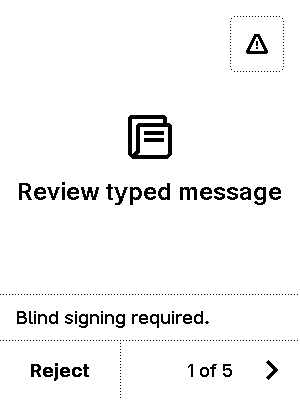 Review typed message
Blind signing required.
Reject
1 of 5